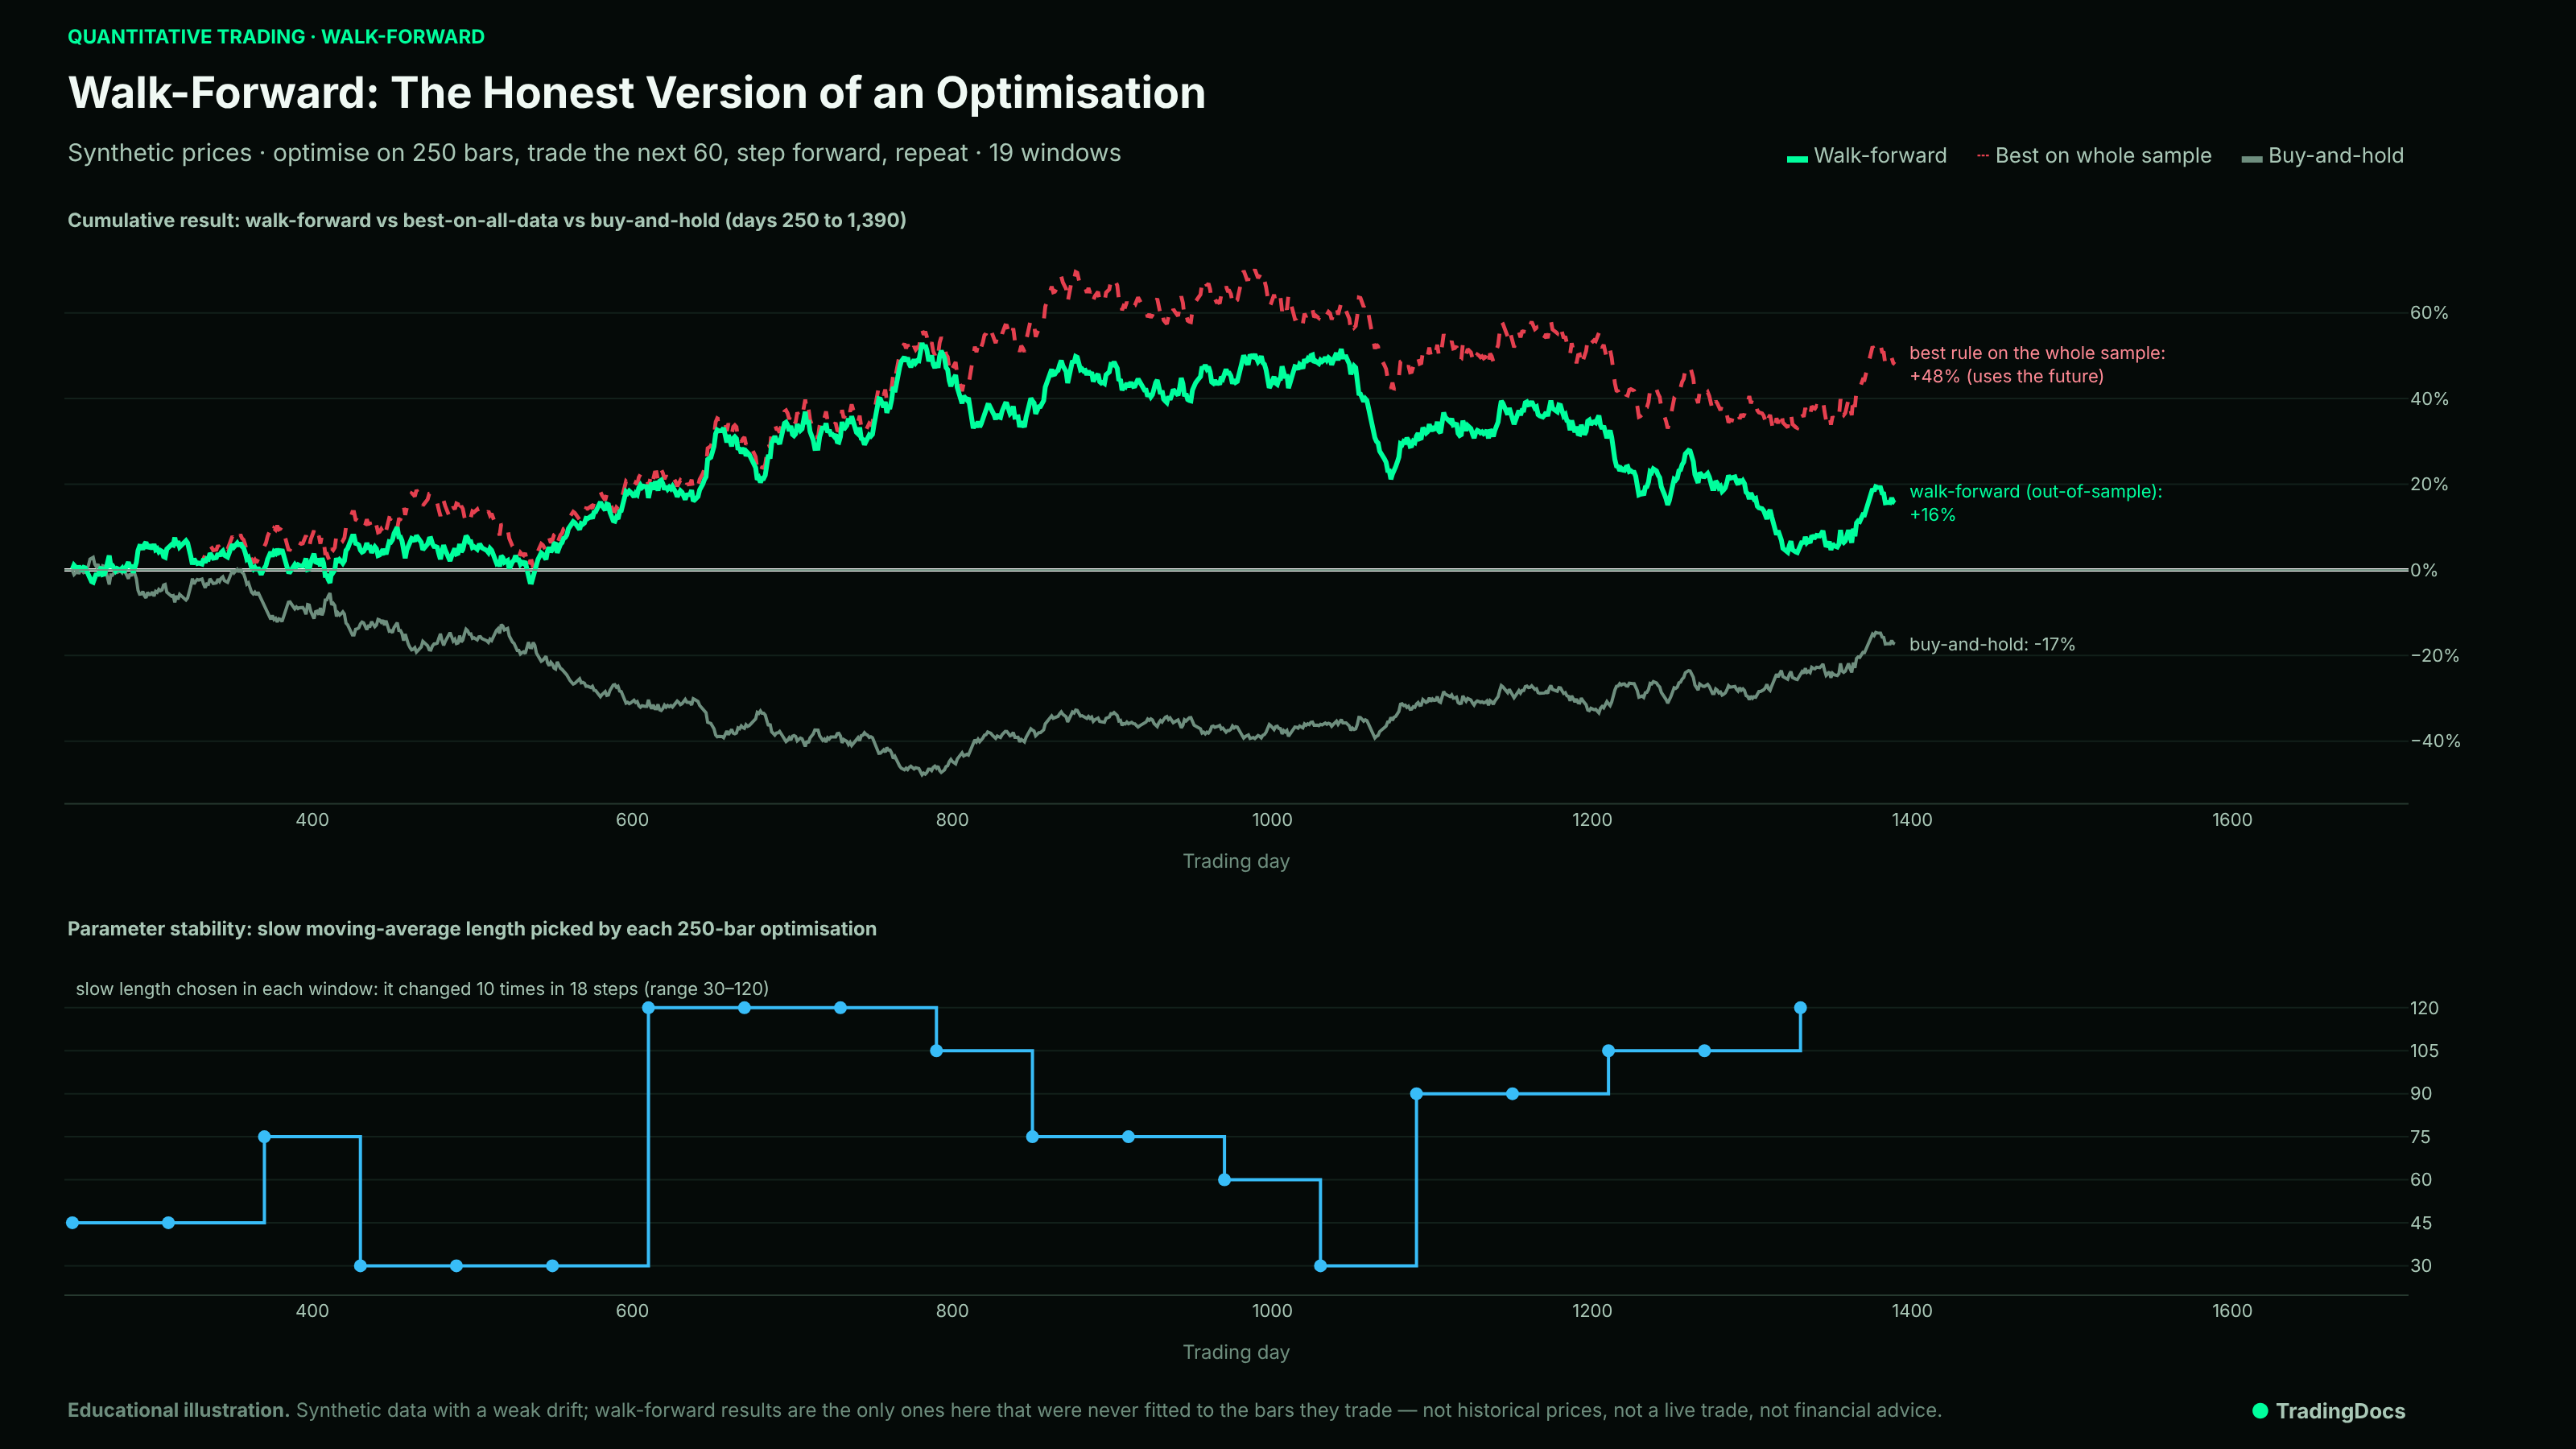 QUANTITATIVE TRADING · WALK-FORWARD
Walk-Forward: The Honest Version of an Optimisation
Synthetic prices · optimise on 250 bars, trade the next 60, step forward, repeat · 19 windows
Walk-forward
Best on whole sample
Buy-and-hold
Cumulative result: walk-forward vs best-on-all-data vs buy-and-hold (days 250 to 1,390)
60%
best rule on the whole sample:
+48% (uses the future)
40%
walk-forward (out-of-sample):
+16%
20%
0%
buy-and-hold: -17%
−20%
−40%
400
600
800
1000
1200
1400
1600
Trading day
Parameter stability: slow moving-average length picked by each 250-bar optimisation
slow length chosen in each window: it changed 10 times in 18 steps (range 30–120)
120
105
90
75
60
45
30
400
600
800
1000
1200
1400
1600
Trading day
Educational illustration. Synthetic data with a weak drift; walk-forward results are the only ones here that were never fitted to the bars they trade — not historical prices, not a live trade, not financial advice.
TradingDocs